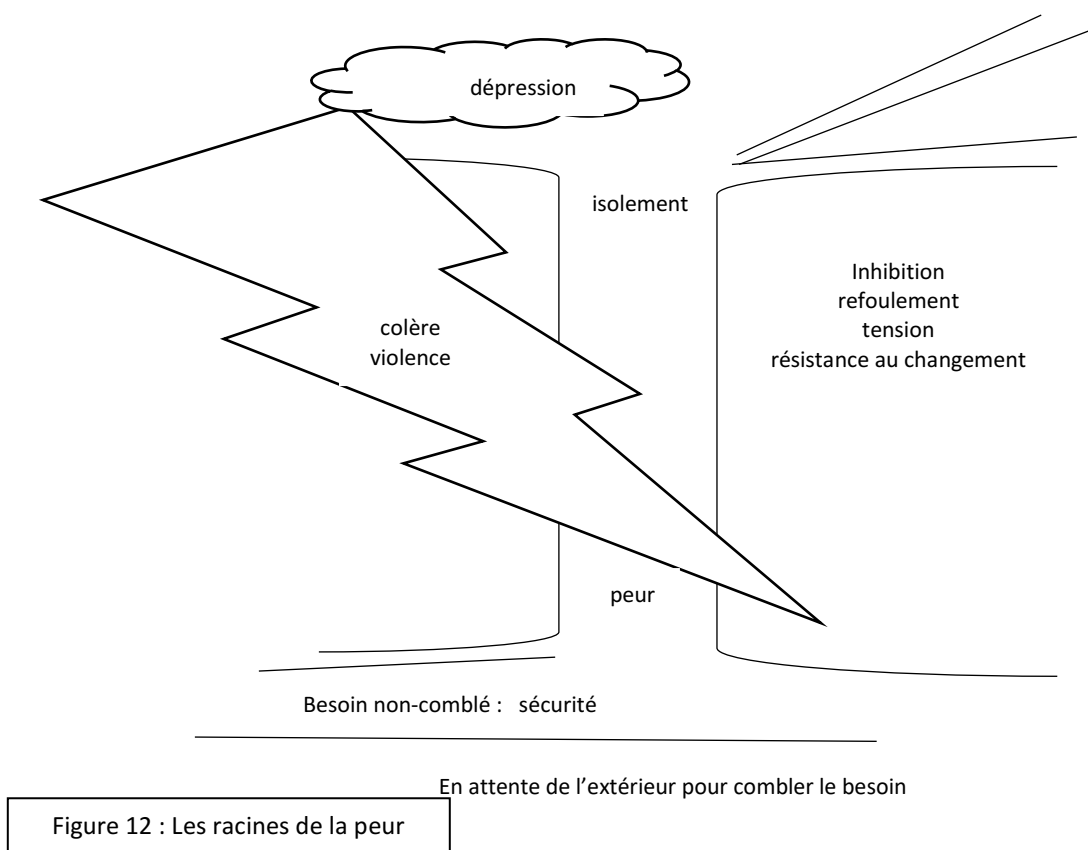 dépression
isolement
Inhibition
refoulement
tension
résistance au changement
colère
violence
peur
Besoin non-comblé : sécurité
En attente de l’extérieur pour combler le besoin
Figure 12 : Les racines de la peur